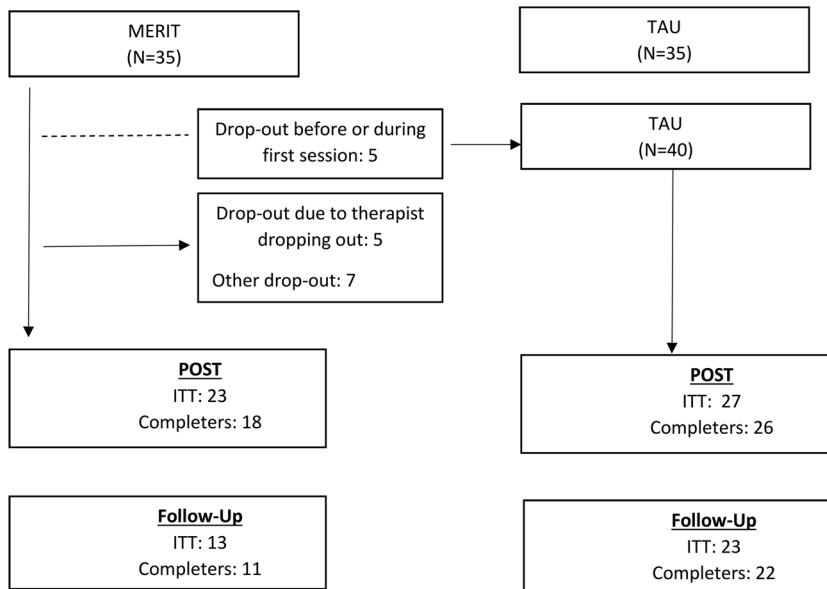 MERIT
(N=35)
TAU
(N=35)
Drop-out before or during
first session: 5
TAU
(N=40)
Drop-out due to therapist
dropping out: 5
Other drop-out: 7
POST
ITT: 23
Completers: 18
POST
ITT: 27
Completers: 26
Follow-Up
ITT: 13
Completers: 11
Follow-Up
ITT: 23
Completers: 22